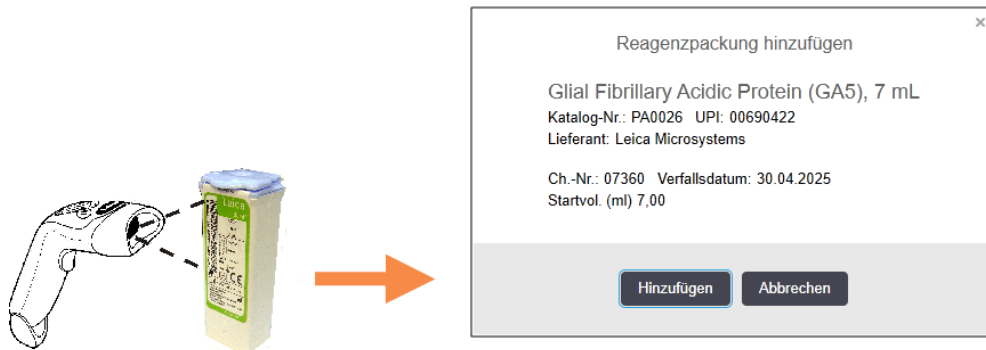 ×
Reagenzpackung hinzufügen
Glial Fibrillary Acidic Protein (GA5), 7 mL
Katalog-Nr.: PA0026 UPI: 00690422
Lieferant: Leica Microsystems
Ch.-Nr.: 07360 Verfallsdatum: 30.04.2025
Startvol. (ml) 7,00
Hinzufügen Abbrechen
Leica